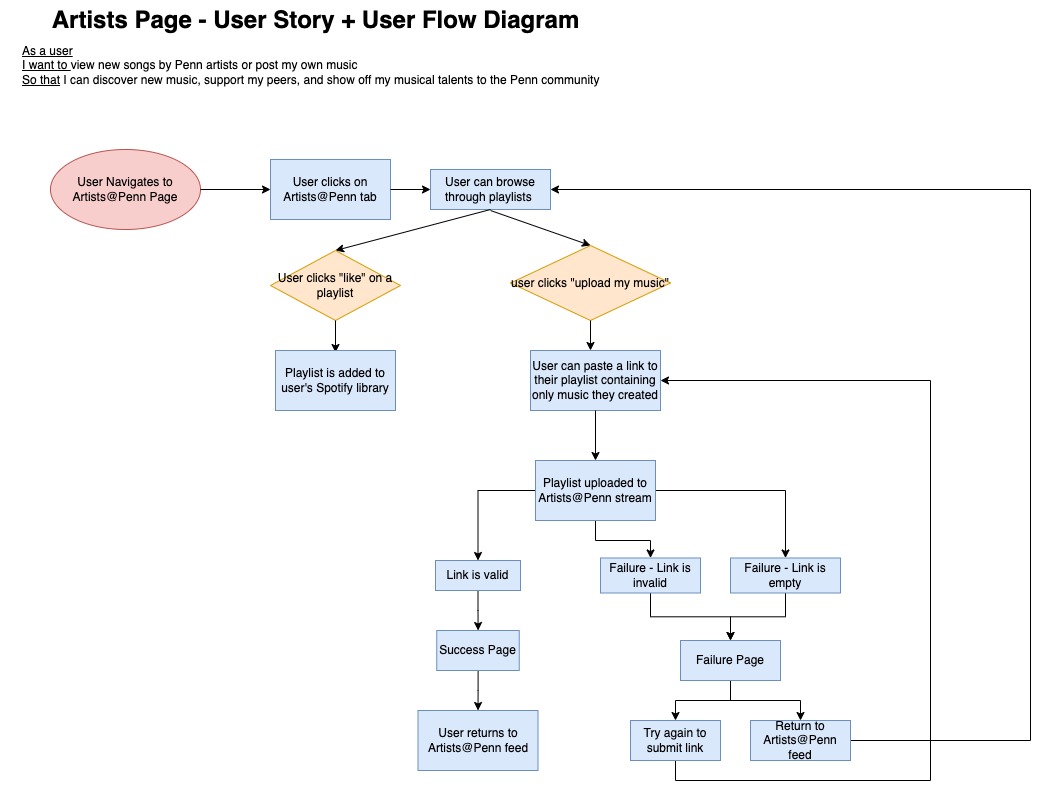 Artists Page - User Story + User Flow Diagram
As a user
I want to view new songs by Penn artists or post my own music
So that I can discover new music, support my peers, and show off my musical talents to the Penn community
User Navigates to
Artists@Penn Page
User clicks on
Artists@Penn tab
User can browse
through playlists
User clicks "like" on a
playlist
user clicks "upload my music"
Playlist is added to
user's Spotify library
User can paste a link to
their playlist containing
only music they created
Playlist uploaded to
Artists@Penn stream
Link is valid
Failure - Link is
invalid
Failure - Link is
empty
Success Page
Failure Page
User returns to
Artists@Penn feed
Try again to
submit link
Return to
Artists@Penn
feed